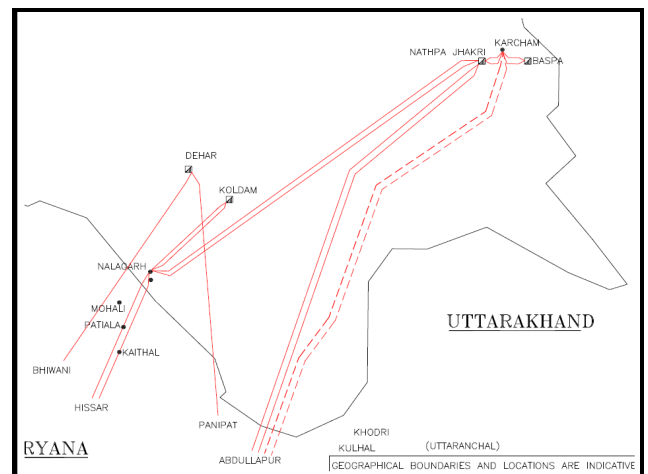 KARCHAM
NATHPA JHAKRI
BASPA
DEHAR
KOLDAM
NALAGARH
MOHALI
PATIALA
UTTARAKHAND
KAITHAL
BHIWANI
HISSAR
PANIPAT
KHODRI
RYANA
KULHAL (UTTARANCHAL)
ABDULLAPUR
GEOGRAPHICAL BOUNDARIES AND LOCATIONS ARE INDICATIVE